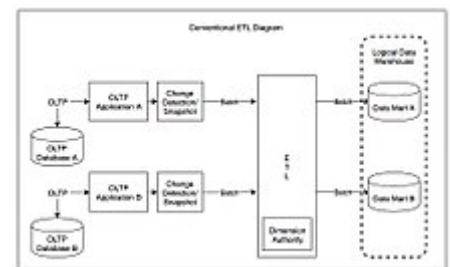 Conventional ETL Diagram
Logical Data
Warehouse
OLTP
OLTP
Application A
Change
Detection/
Snapshot
Batch
Batch
Data Mart A
OLTP
Database A
E
T
L
OLTP
OLTP
Application B
Change
Detection/
Snapshot
Batch
Batch
Data Mart B
OLTP
Database B
Dimension
Authority